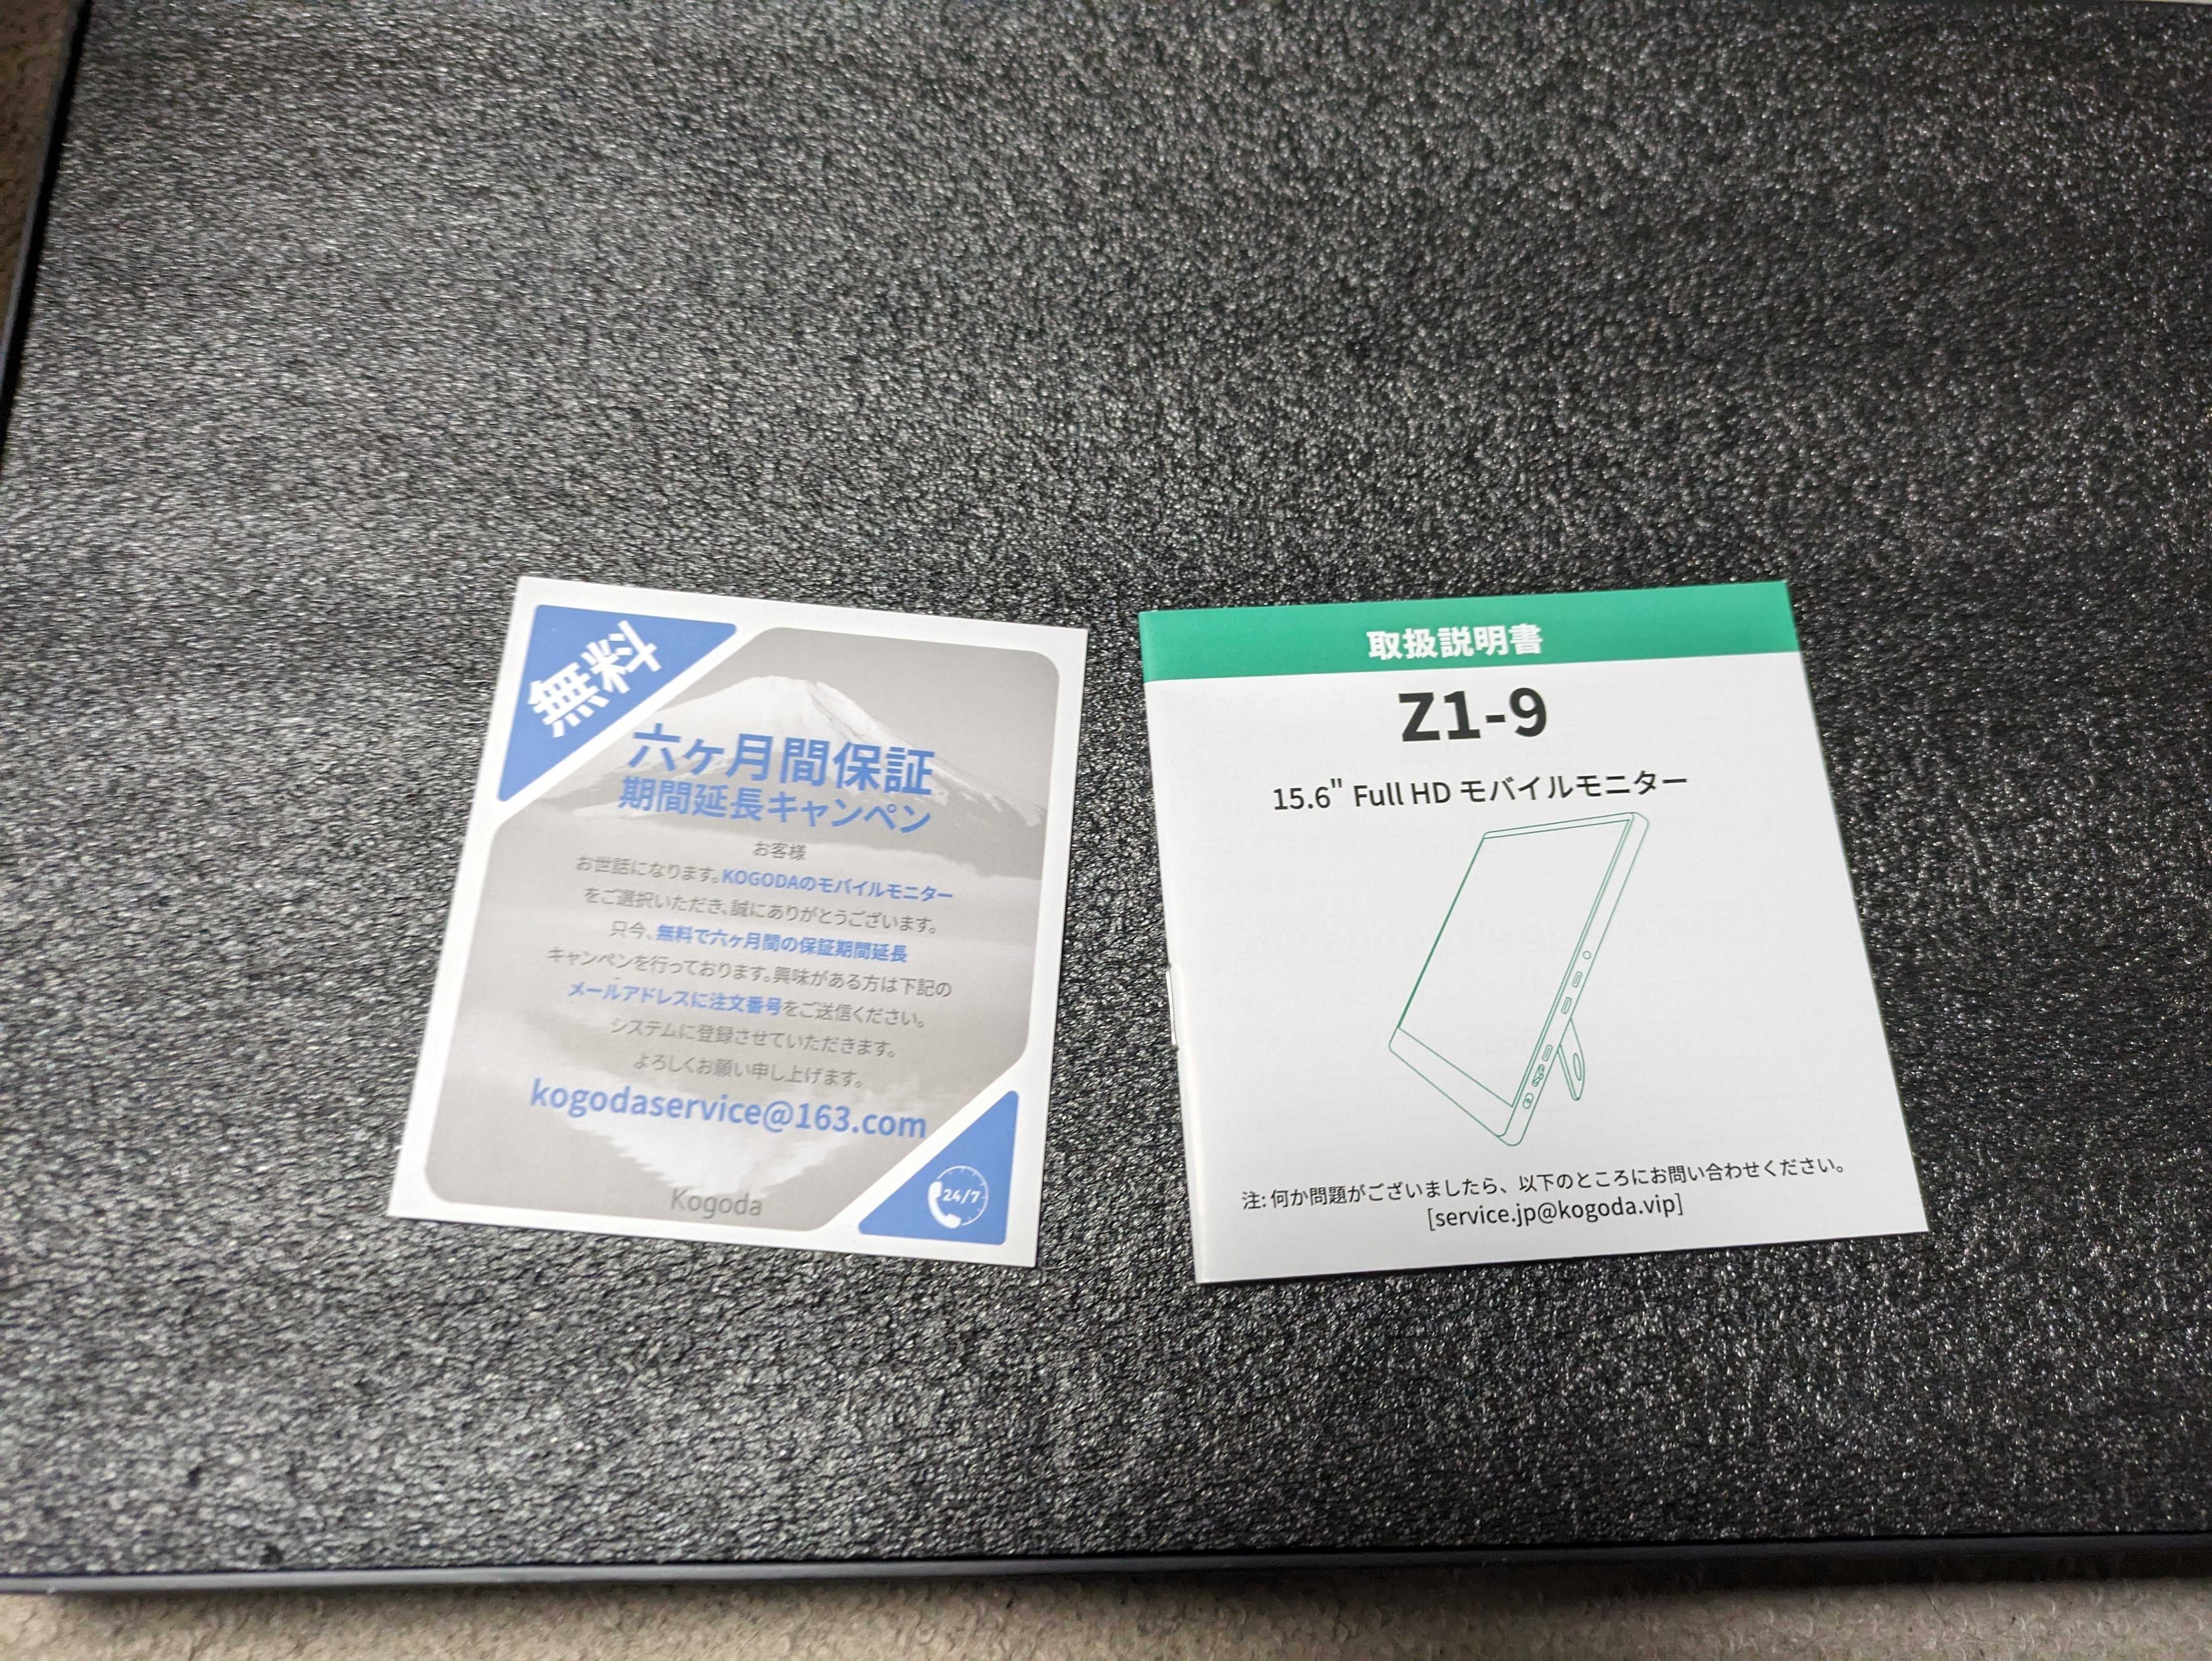 無料
六ヶ月間保証
期間延長キャンペン
お客様
お世話になります。KOGODAのモバイルモニター
をご選択いただき、誠にありがとうございます。
只今、無料で六ヶ月間の保証期間延長
キャンペンを行っております。興味がある方は下記の
メールアドレスに注文番号をご送信ください。
システムに登録させていただきます。
よろしくお願い申し上げます。
kogodaservice@163.com
Kogoda
24/7
取扱説明書
Z1-9
15.6" Full HD モバイルモニター
注: 何か問題がございましたら、以下のところにお問い合わせください。
[service.jp@kogoda.vip]